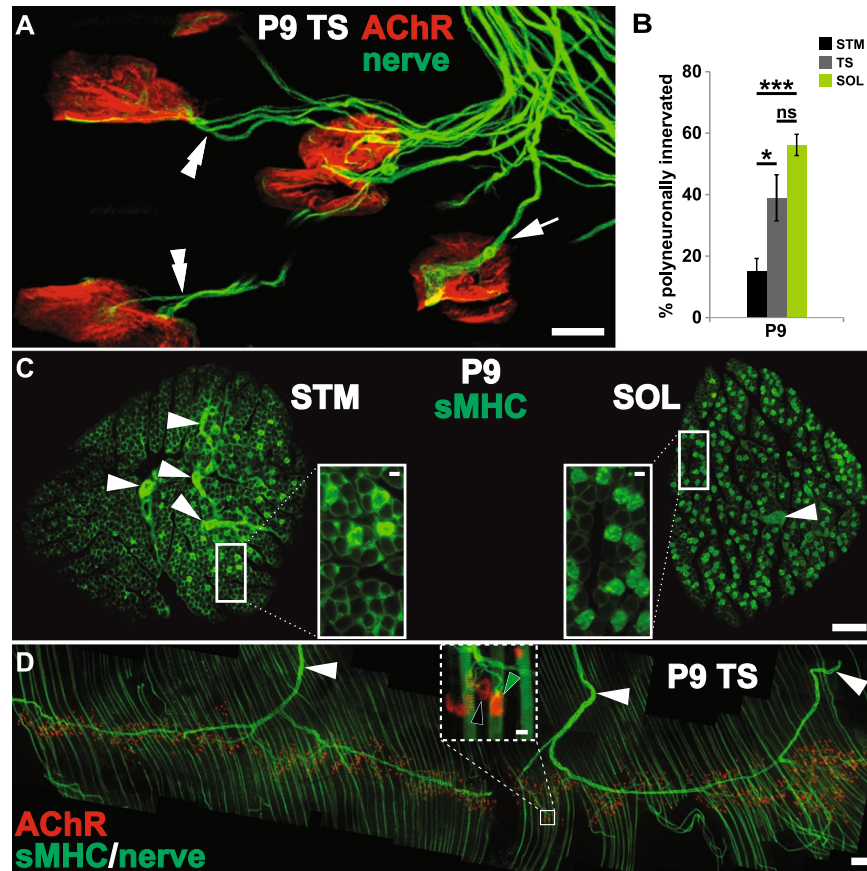 A
P9 TS AChR
nerve
B
STM
TS
SOL
% polyneuronally innervated
80
60
40
20
0
***
ns
*
P9
C
STM
P9
sMHC
SOL
D
P9 TS
AChR
sMHC/nerve